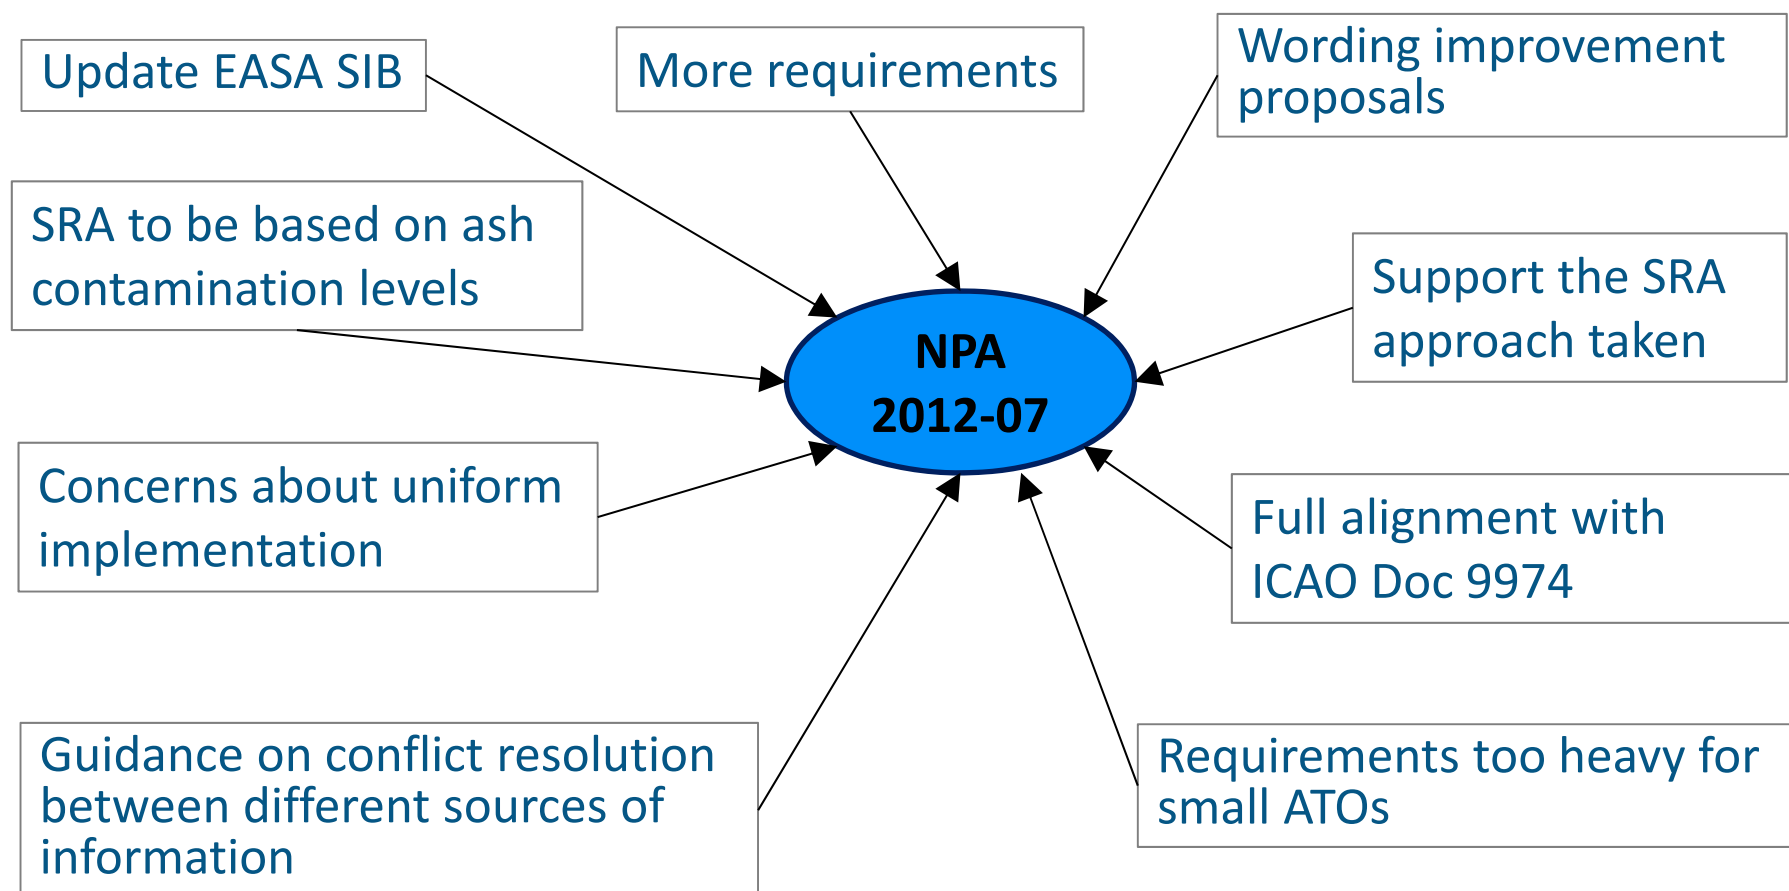 Update EASA SIB
More requirements
Wording improvement
proposals
SRA to be based on ash
contamination levels
Support the SRA
approach taken
NPA
2012-07
Concerns about uniform
implementation
Full alignment with
ICAO Doc 9974
Guidance on conflict resolution
between different sources of
information
Requirements too heavy for
small ATOs